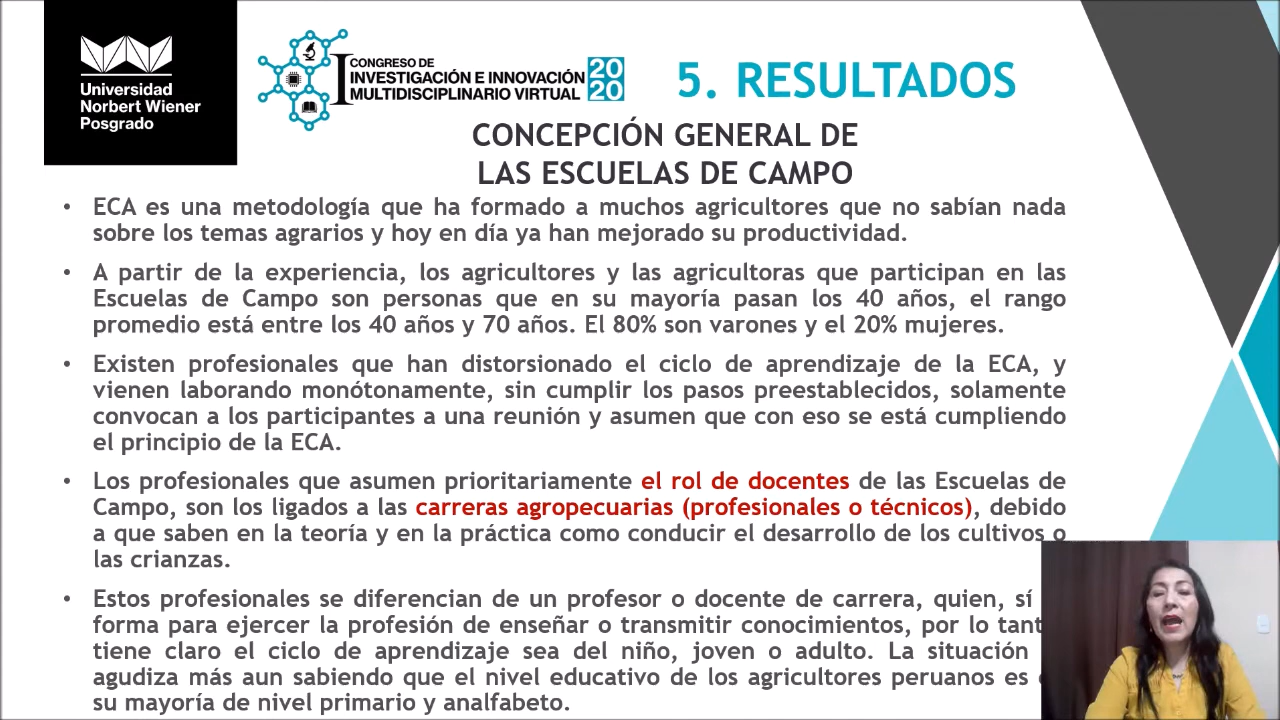 Universidad
Norbert Wiener
Posgrado
I CONGRESO DE
INVESTIGACIÓN E INNOVACIÓN
MULTIDISCIPLINARIO VIRTUAL
20
20
5. RESULTADOS
CONCEPCIÓN GENERAL DE
LAS ESCUELAS DE CAMPO
• ECA es una metodología que ha formado a muchos agricultores que no sabían nada
sobre los temas agrarios y hoy en día ya han mejorado su productividad.
• A partir de la experiencia, los agricultores y las agricultoras que participan en las
Escuelas de Campo son personas que en su mayoría pasan los 40 años, el rango
promedio está entre los 40 años y 70 años. El 80% son varones y el 20% mujeres.
• Existen profesionales que han distorsionado el ciclo de aprendizaje de la ECA, y
vienen laborando monótonamente, sin cumplir los pasos preestablecidos, solamente
convocan a los participantes a una reunión y asumen que con eso se está cumpliendo
el principio de la ECA.
• Los profesionales que asumen prioritariamente el rol de docentes de las Escuelas de
Campo, son los ligados a las carreras agropecuarias (profesionales o técnicos), debido
a que saben en la teoría y en la práctica como conducir el desarrollo de los cultivos o
las crianzas.
• Estos profesionales se diferencian de un profesor o docente de carrera, quien, sí
forma para ejercer la profesión de enseñar o transmitir conocimientos, por lo
tiene claro el ciclo de aprendizaje sea del niño, joven o adulto. La situación
agudiza más aun sabiendo que el nivel educativo de los agricultores peruanos es
su mayoría de nivel primario y analfabeto.